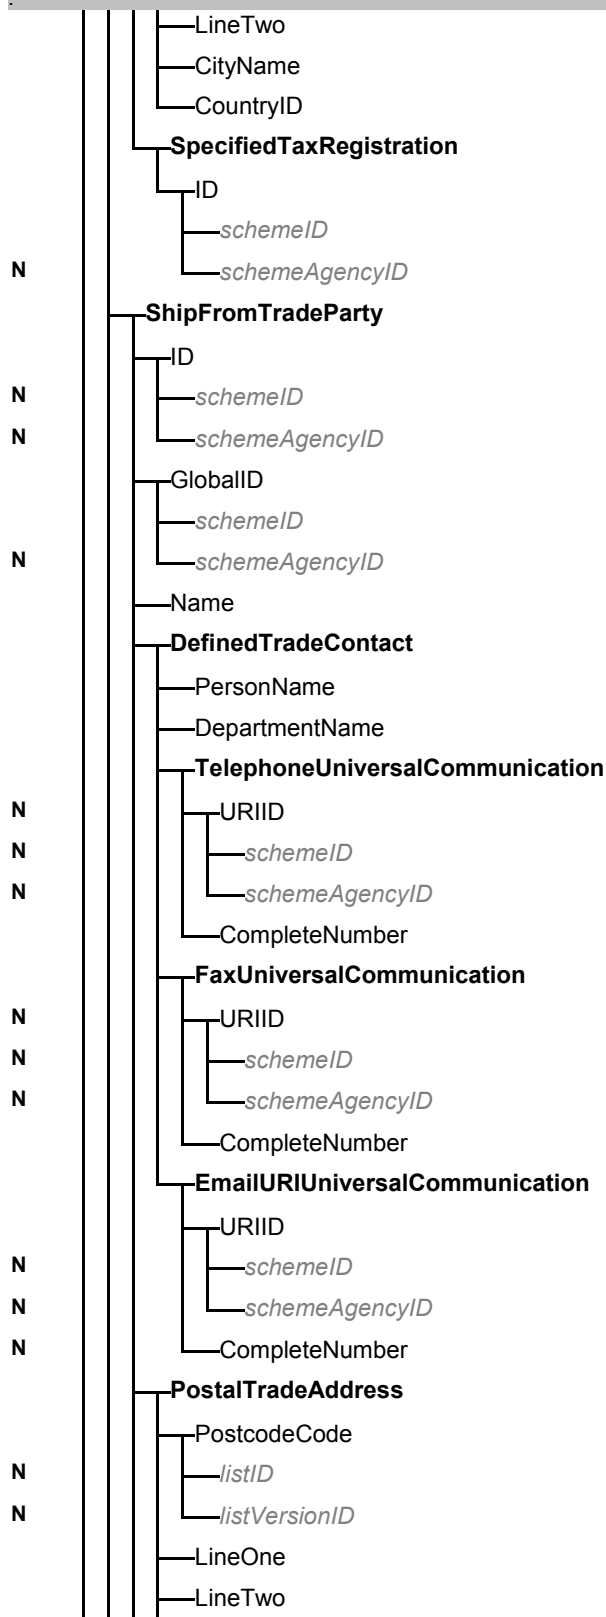 .
LineTwo
CityName
CountryID
SpecifiedTaxRegistration
ID
schemeID
N schemeAgencyID
ShipFromTradeParty
ID
N schemeID
N schemeAgencyID
GlobalID
schemeID
N schemeAgencyID
Name
DefinedTradeContact
PersonName
DepartmentName
TelephoneUniversalCommunication
N URIID
N schemeID
N schemeAgencyID
CompleteNumber
FaxUniversalCommunication
N URIID
N schemeID
N schemeAgencyID
CompleteNumber
EmailURIUniversalCommunication
URIID
N schemeID
N schemeAgencyID
N CompleteNumber
PostalTradeAddress
PostcodeCode
N listID
N listVersionID
LineOne
LineTwo